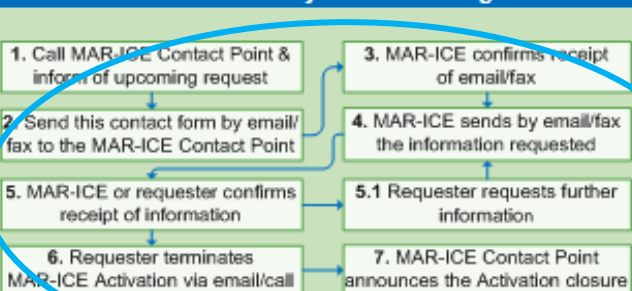 1. Call MAR-ICE Contact Point &
inform of upcoming request
2. Send this contact form by email/
fax to the MAR-ICE Contact Point
3. MAR-ICE confirms receipt
of email/fax
4. MAR-ICE sends by email/fax
the information requested
5. MAR-ICE or requester confirms
receipt of information
5.1 Requester requests further
information
6. Requester terminates
MAR-ICE Activation via email/call
7. MAR-ICE Contact Point
announces the Activation closure